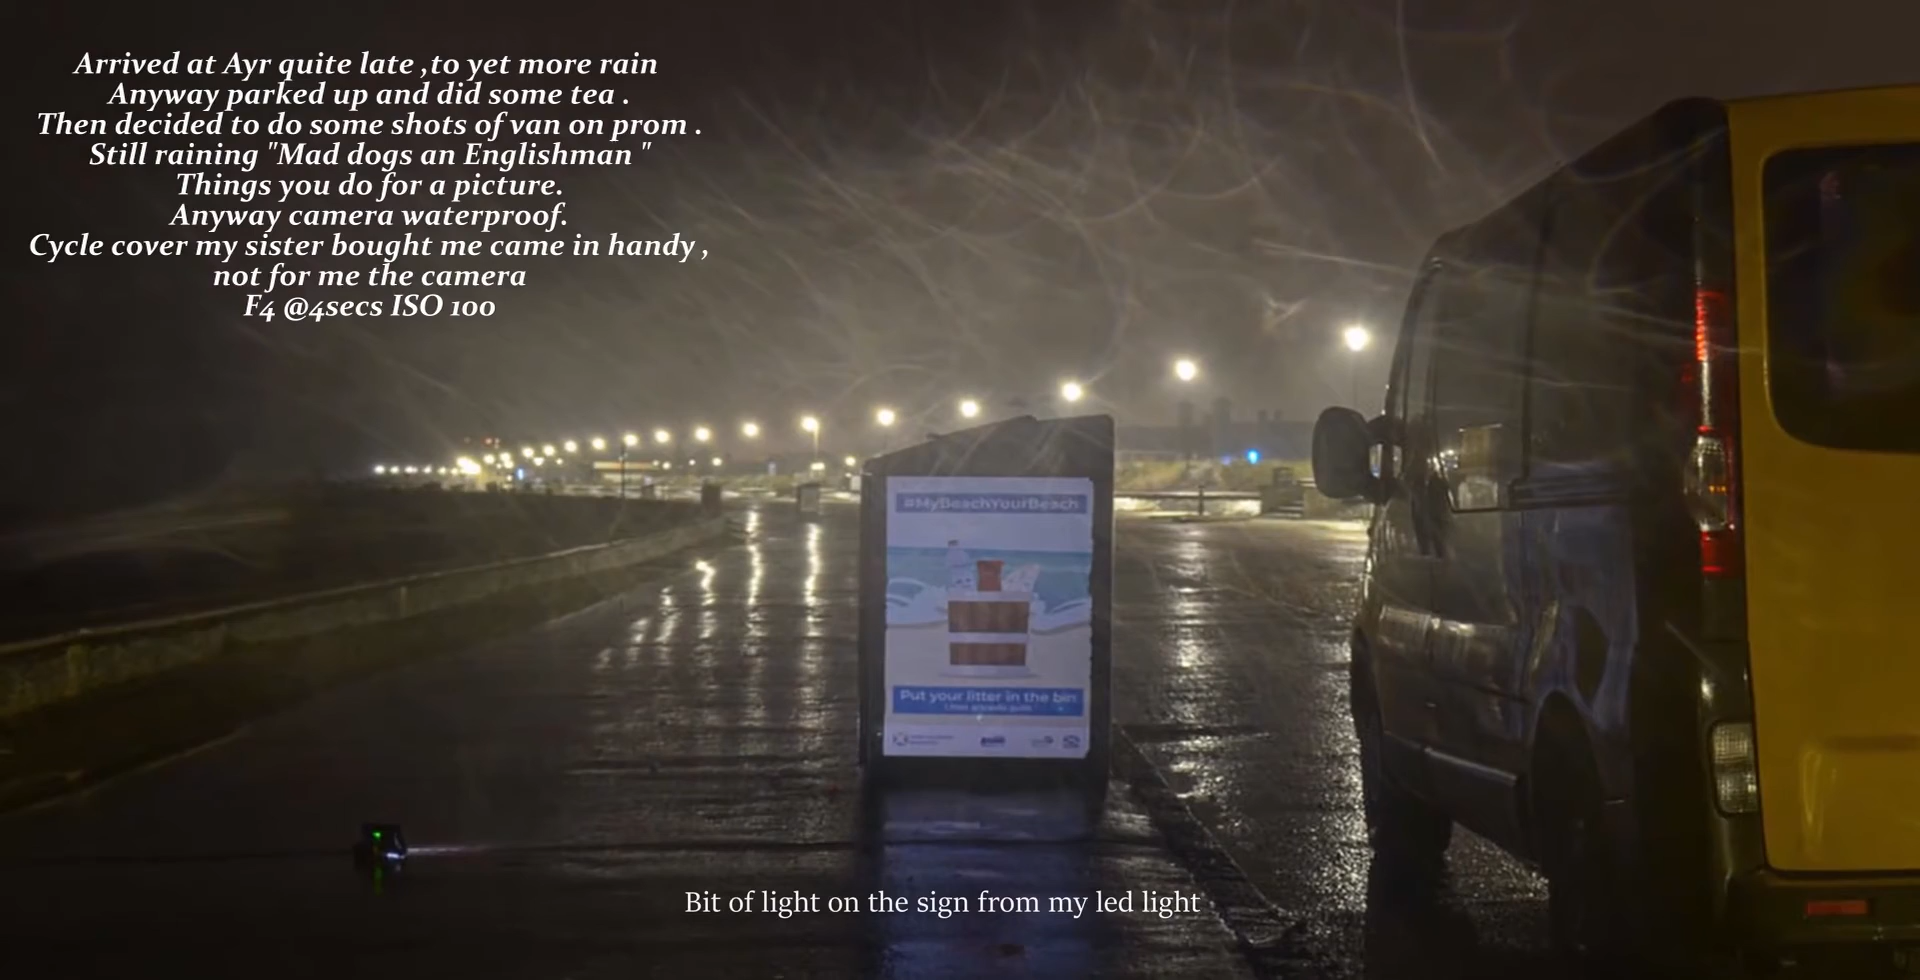 Arrived at Ayr quite late ,to yet more rain
Anyway parked up and did some tea .
Then decided to do some shots of van on prom .
Still raining "Mad dogs an Englishman "
Things you do for a picture.
Anyway camera waterproof.
Cycle cover my sister bought me came in handy ,
not for me the camera
F4 @4secs ISO 100
#MyBeachYourBeach
Put your litter in the bin
Bit of light on the sign from my led light